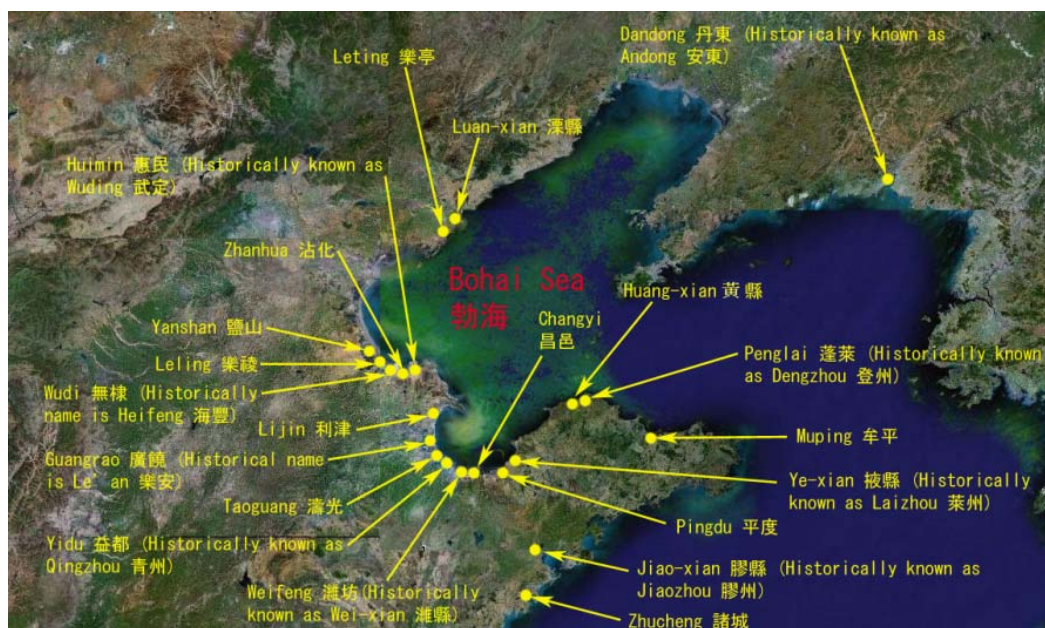 Dandong 丹東 (Historically known as
Andong 安東)
Leting 樂亭
Luan-xian 溧縣
Huimin 惠民 (Historically known as
Wuding 武定)
Zhanhua 沾化
Bohai Sea
勃海
Huang-xian 黃縣
Changyi
昌邑
Yanshan 鹽山
Leling 樂稜
Penglai 蓬萊 (Historically known
as Dengzhou 登州)
Wudi 無棣 (Historically
name is Heifeng 海豐)
Lijin 利津
Muping 牟平
Guangrao 廣饒 (Historical name
is Le' an 樂安)
Ye-xian 掖縣 (Historically
known as Laizhou 萊州)
Taoguang 濤光
Pingdu 平度
Yidu 益都 (Historically known as
Qingzhou 青州)
Jiao-xian 膠縣 (Historically known as
Jiaozhou 膠州)
Weifeng 濰坊(Historically
known as Wei-xian 濰縣)
Zhucheng 諸城